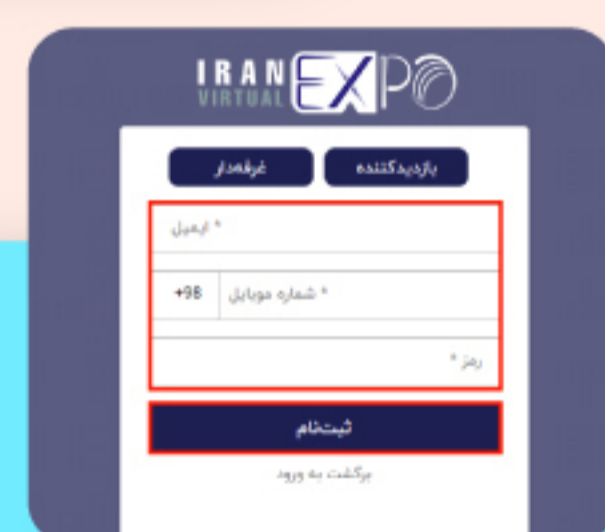 IRAN EXPO
VIRTUAL
بازدیدکننده غرفه‌دار
* ایمیل
+98 * شماره موبایل
رمز *
ثبت‌نام
برگشت به ورود